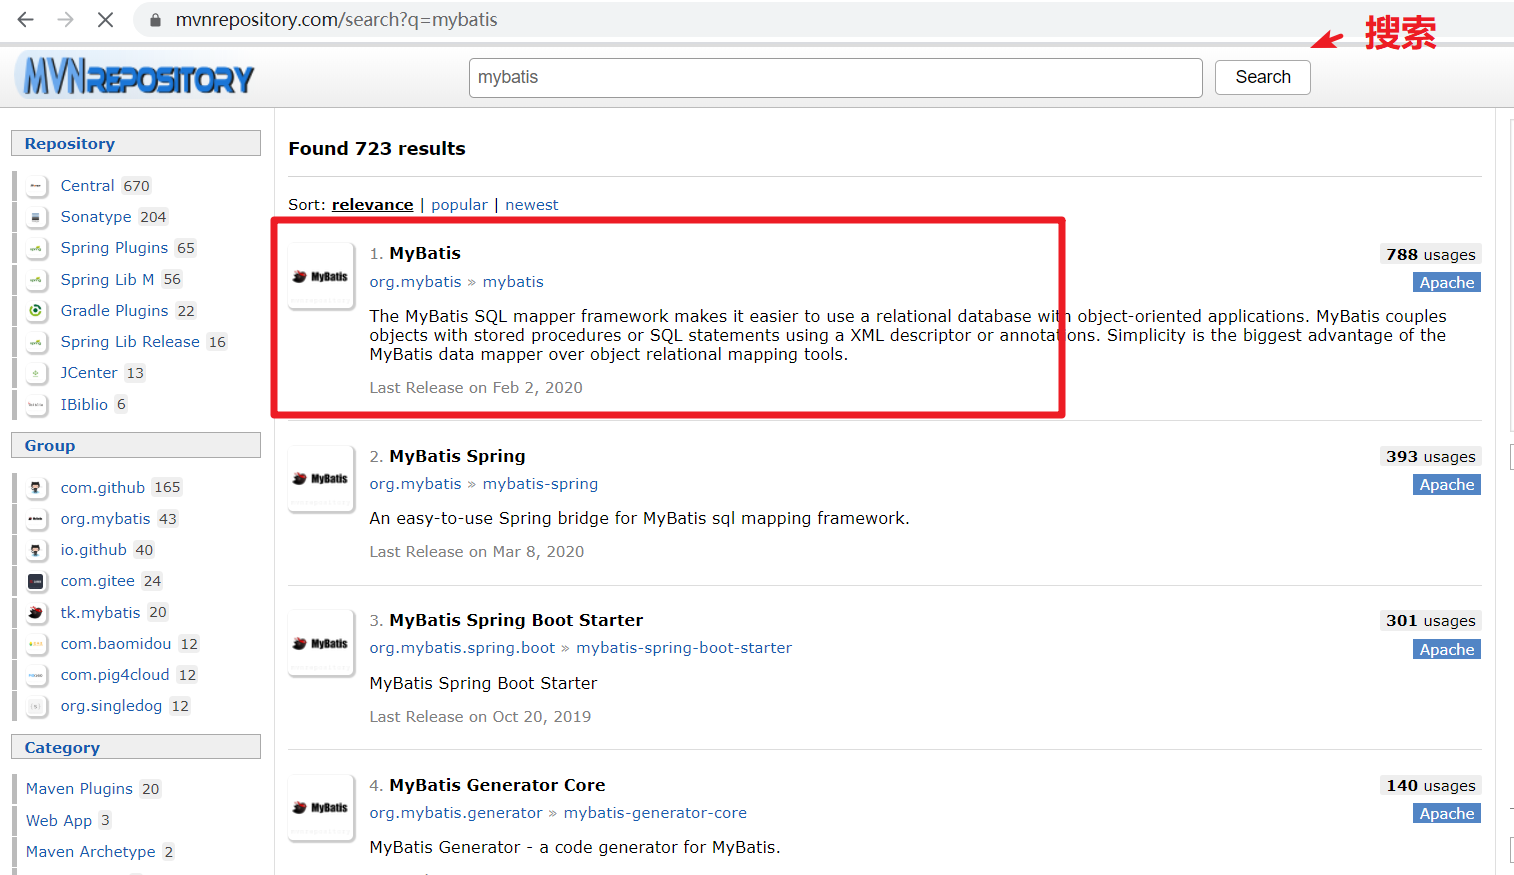 mvnrepository.com/search?q=mybatis
搜索
MVNREPOSITORY
mybatis
Search
Repository
Central 670
Sonatype 204
Spring Plugins 65
Spring Lib M 56
Gradle Plugins 22
Spring Lib Release 16
JCenter 13
IBiblio 6
Group
com.github 165
org.mybatis 43
io.github 40
com.gitee 24
tk.mybatis 20
com.baomidou 12
com.pig4cloud 12
org.singledog 12
Category
Maven Plugins 20
Web App 3
Maven Archetype 2
Found 723 results
Sort: relevance | popular | newest
MyBatis
1. MyBatis
788 usages
org.mybatis » mybatis
Apache
The MyBatis SQL mapper framework makes it easier to use a relational database with object-oriented applications. MyBatis couples
objects with stored procedures or SQL statements using a XML descriptor or annotations. Simplicity is the biggest advantage of the
MyBatis data mapper over object relational mapping tools.
Last Release on Feb 2, 2020
MyBatis
2. MyBatis Spring
393 usages
org.mybatis » mybatis-spring
Apache
An easy-to-use Spring bridge for MyBatis sql mapping framework.
Last Release on Mar 8, 2020
MyBatis
3. MyBatis Spring Boot Starter
301 usages
org.mybatis.spring.boot » mybatis-spring-boot-starter
Apache
MyBatis Spring Boot Starter
Last Release on Oct 20, 2019
MyBatis
4. MyBatis Generator Core
140 usages
org.mybatis.generator » mybatis-generator-core
Apache
MyBatis Generator - a code generator for MyBatis.